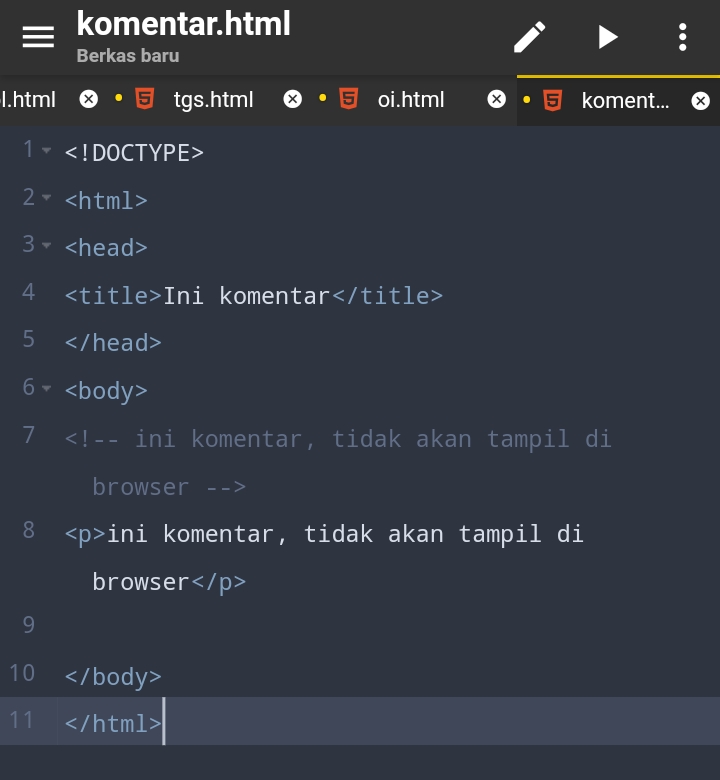 komentar.html
Berkas baru
l.html tgs.html oi.html koment...
1 <!DOCTYPE>
2 <html>
3 <head>
4 <title>Ini komentar</title>
5 </head>
6 <body>
7 <!-- ini komentar, tidak akan tampil di
browser -->
8 <p>ini komentar, tidak akan tampil di
browser</p>
9
10 </body>
11 </html>